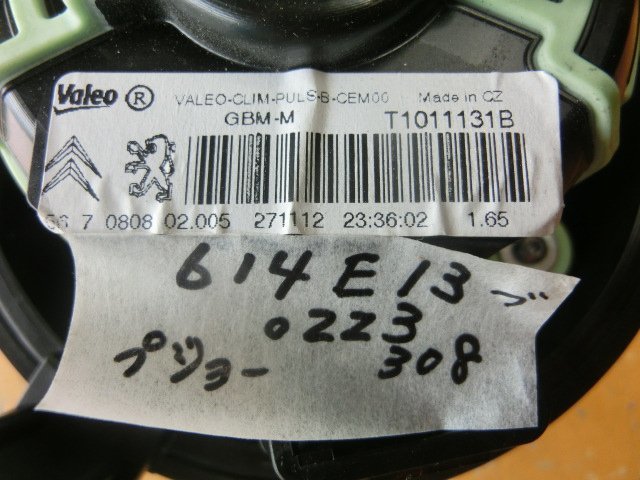 Valeo ® VALEO-CLIM-PULS-B-CEM00 Made in CZ
GBM-M T1011131B
7 0808 02.005 271112 23:36:02 1.65
614E13 ブ
0223
プジョー 308